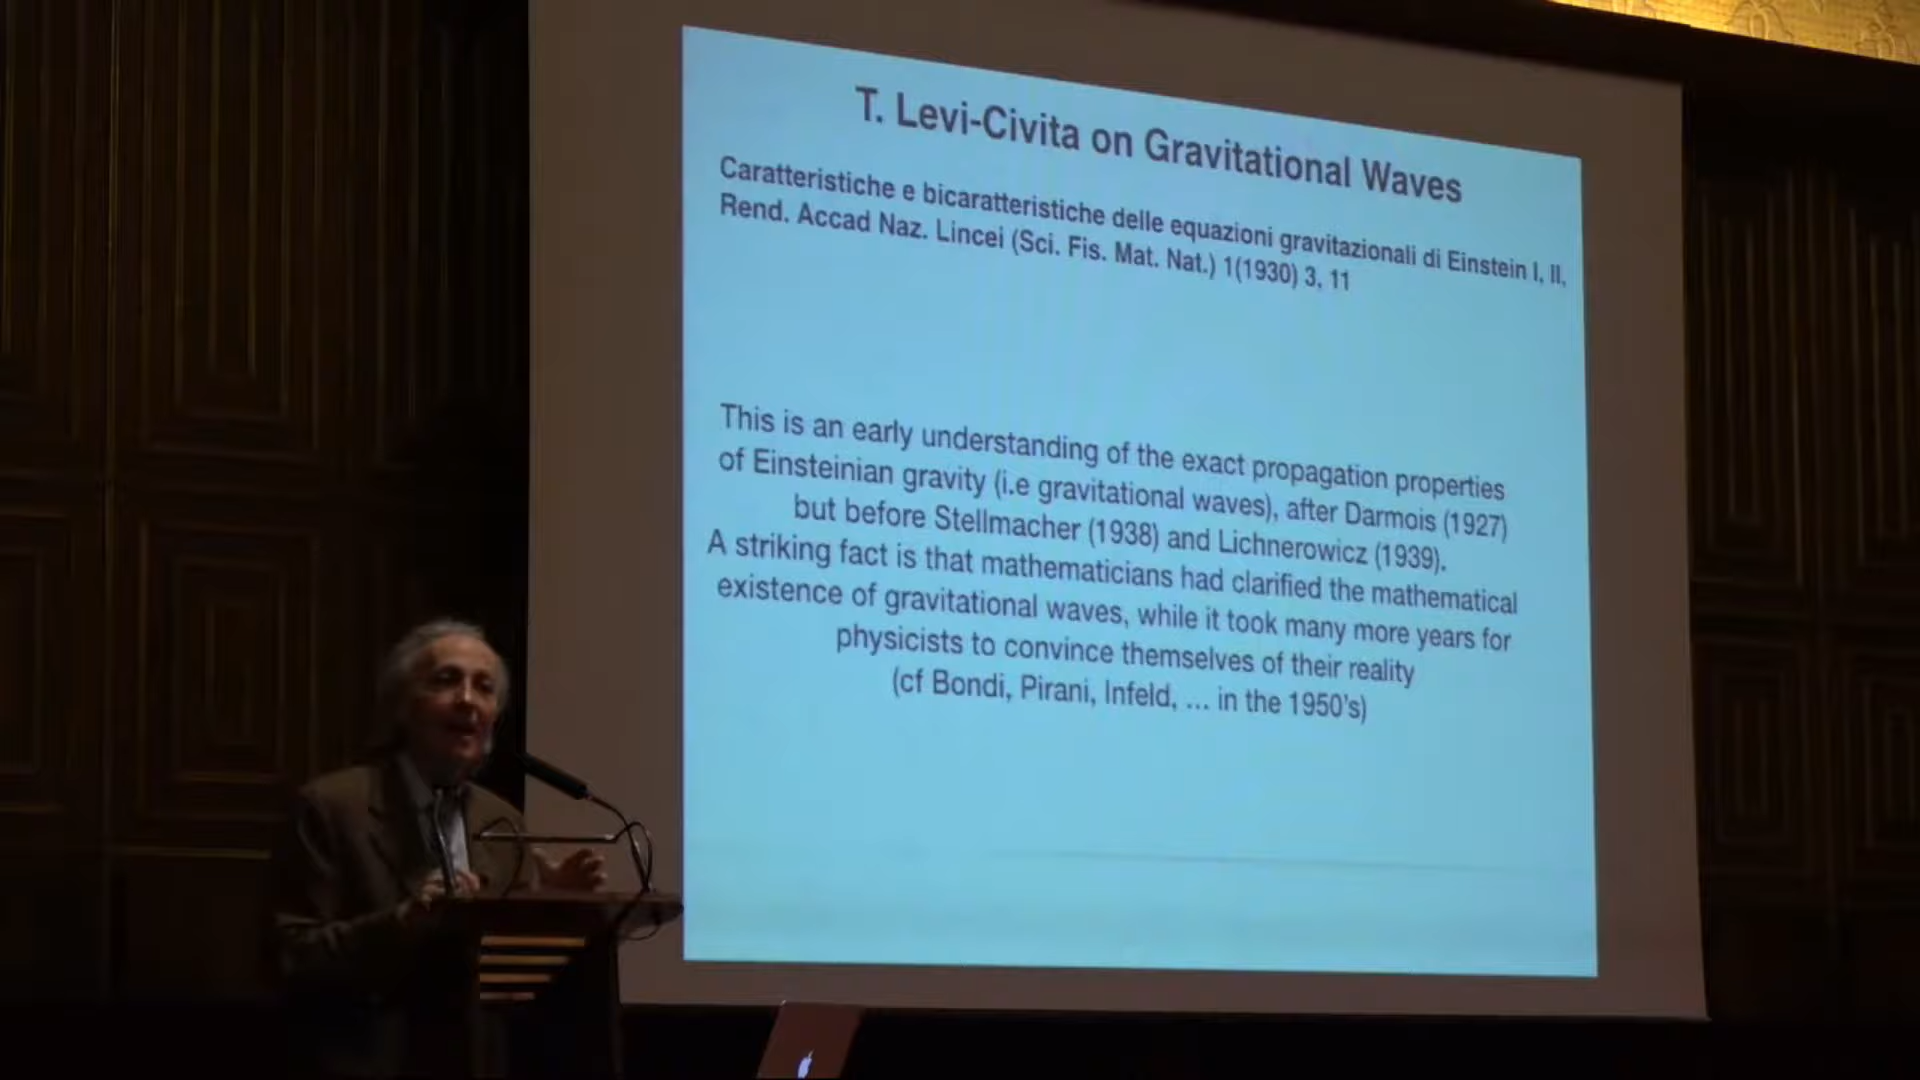 T. Levi-Civita on Gravitational Waves
Caratteristiche e bicaratteristiche delle equazioni gravitazionali di Einstein I, II,
Rend. Accad Naz. Lincei (Sci. Fis. Mat. Nat.) 1(1930) 3, 11
This is an early understanding of the exact propagation properties
of Einsteinian gravity (i.e gravitational waves), after Darmois (1927)
but before Stellmacher (1938) and Lichnerowicz (1939).
A striking fact is that mathematicians had clarified the mathematical
existence of gravitational waves, while it took many more years for
physicists to convince themselves of their reality
(cf Bondi, Pirani, Infeld, ... in the 1950's)